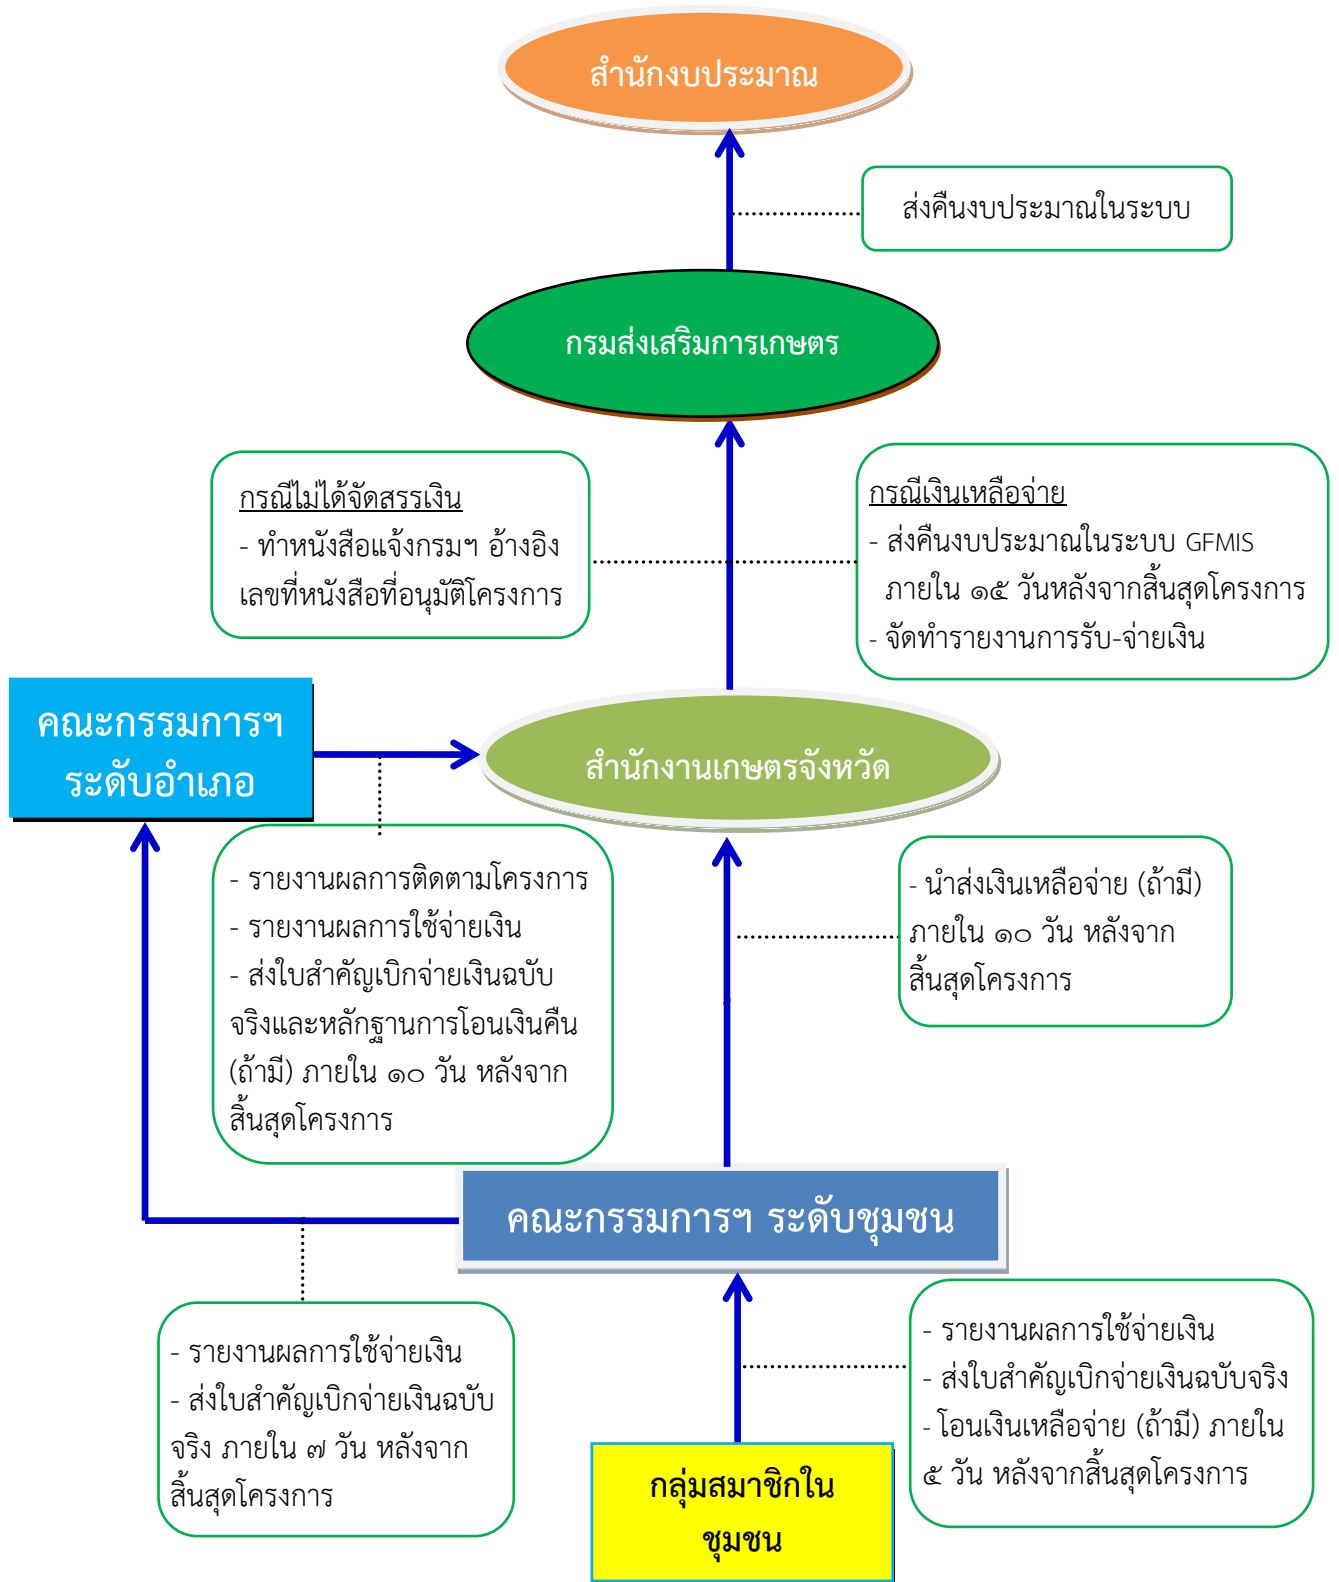 สำนักงบประมาณ
ส่งคืนงบประมาณในระบบ
กรมส่งเสริมการเกษตร
กรณีไม่ได้จัดสรรเงิน
- ทำหนังสือแจ้งกรมฯ อ้างอิง
เลขที่หนังสือที่อนุมัติโครงการ
กรณีเงินเหลือจ่าย
- ส่งคืนงบประมาณในระบบ GFMIS
ภายใน ๑๕ วันหลังจากสิ้นสุดโครงการ
- จัดทำรายงานการรับ-จ่ายเงิน
คณะกรรมการฯ
ระดับอำเภอ
สำนักงานเกษตรจังหวัด
- รายงานผลการติดตามโครงการ
- รายงานผลการใช้จ่ายเงิน
- ส่งใบสำคัญเบิกจ่ายเงินฉบับ
จริงและหลักฐานการโอนเงินคืน
(ถ้ามี) ภายใน ๑๐ วัน หลังจาก
สิ้นสุดโครงการ
- นำส่งเงินเหลือจ่าย (ถ้ามี)
ภายใน ๑๐ วัน หลังจาก
สิ้นสุดโครงการ
คณะกรรมการฯ ระดับชุมชน
- รายงานผลการใช้จ่ายเงิน
- ส่งใบสำคัญเบิกจ่ายเงินฉบับ
จริง ภายใน ๗ วัน หลังจาก
สิ้นสุดโครงการ
- รายงานผลการใช้จ่ายเงิน
- ส่งใบสำคัญเบิกจ่ายเงินฉบับจริง
- โอนเงินเหลือจ่าย (ถ้ามี) ภายใน
๕ วัน หลังจากสิ้นสุดโครงการ
กลุ่มสมาชิกใน
ชุมชน